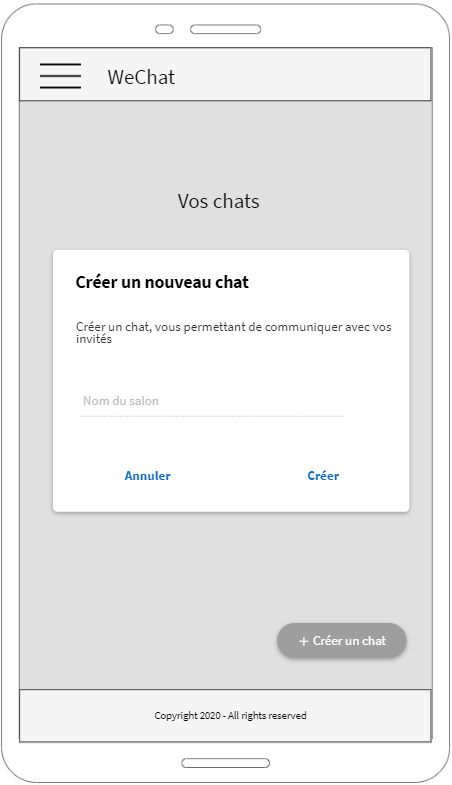 WeChat
Vos chats
Créer un nouveau chat
Créer un chat, vous permettant de communiquer avec vos
invités
Nom du salon
Annuler
Créer
+ Créer un chat
Copyright 2020 - All rights reserved